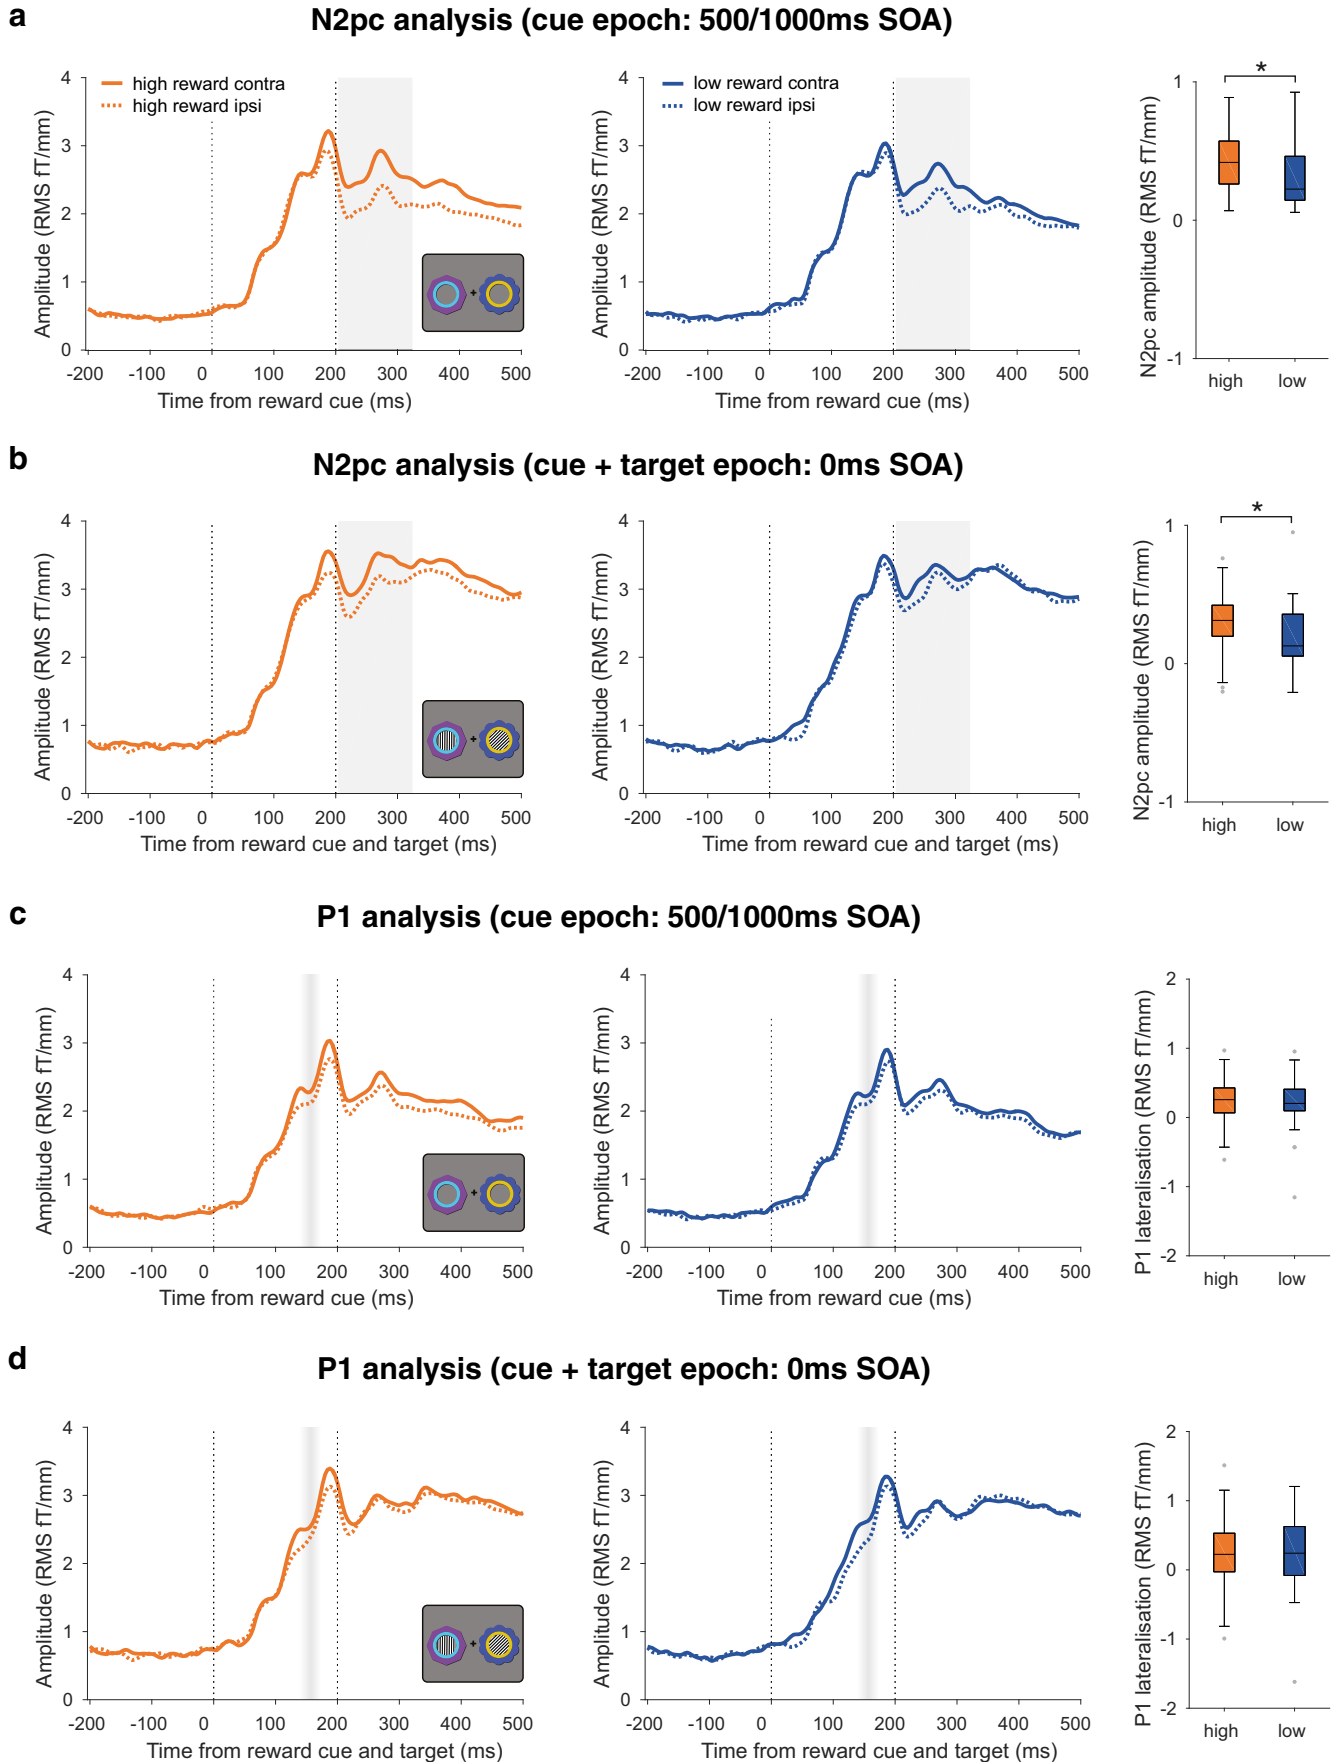 a
N2pc analysis (cue epoch: 500/1000ms SOA)
high reward contra
high reward ipsi
Amplitude (RMS fT/mm)
4
3
2
1
0
-200 -100 0 100 200 300 400 500
Time from reward cue (ms)
low reward contra
low reward ipsi
Amplitude (RMS fT/mm)
4
3
2
1
0
-200 -100 0 100 200 300 400 500
Time from reward cue (ms)
*
N2pc amplitude (RMS fT/mm)
1
0
-1
high low
b
N2pc analysis (cue + target epoch: 0ms SOA)
Amplitude (RMS fT/mm)
4
3
2
1
0
-200 -100 0 100 200 300 400 500
Time from reward cue and target (ms)
Amplitude (RMS fT/mm)
4
3
2
1
0
-200 -100 0 100 200 300 400 500
Time from reward cue and target (ms)
*
N2pc amplitude (RMS fT/mm)
1
0
-1
high low
c
P1 analysis (cue epoch: 500/1000ms SOA)
Amplitude (RMS fT/mm)
4
3
2
1
0
-200 -100 0 100 200 300 400 500
Time from reward cue (ms)
Amplitude (RMS fT/mm)
4
3
2
1
0
-200 -100 0 100 200 300 400 500
Time from reward cue (ms)
P1 lateralisation (RMS fT/mm)
2
1
0
-1
-2
high low
d
P1 analysis (cue + target epoch: 0ms SOA)
Amplitude (RMS fT/mm)
4
3
2
1
0
-200 -100 0 100 200 300 400 500
Time from reward cue and target (ms)
Amplitude (RMS fT/mm)
4
3
2
1
0
-200 -100 0 100 200 300 400 500
Time from reward cue and target (ms)
P1 lateralisation (RMS fT/mm)
2
1
0
-1
-2
high low